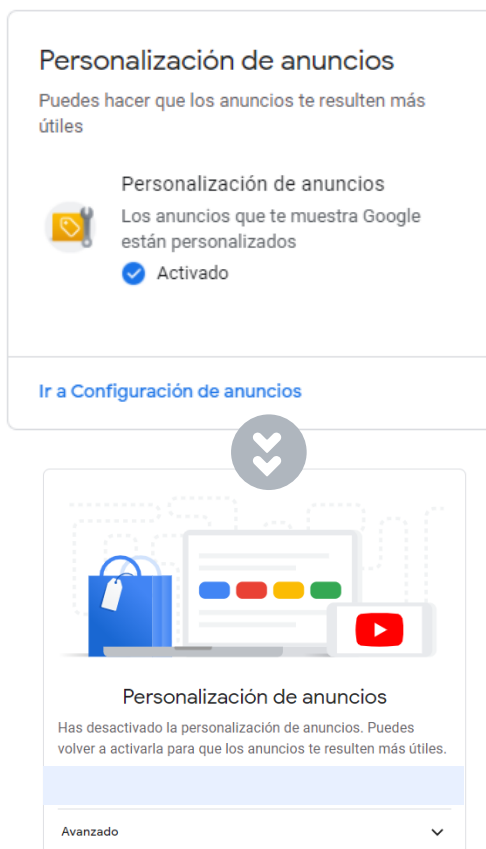 Personalización de anuncios
Puedes hacer que los anuncios te resulten más
útiles
Personalización de anuncios
Los anuncios que te muestra Google
están personalizados
Activado
Ir a Configuración de anuncios
Personalización de anuncios
Has desactivado la personalización de anuncios. Puedes
volver a activarla para que los anuncios te resulten más útiles.
Avanzado